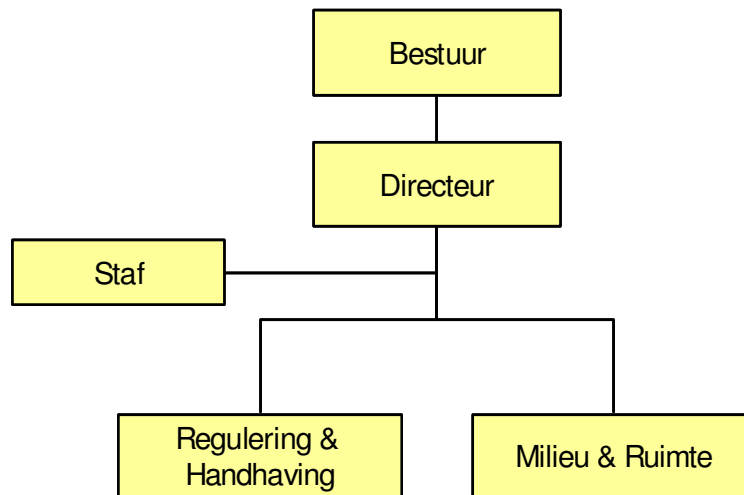 Bestuur
Directeur
Staf
Regulering &
Handhaving
Milieu & Ruimte